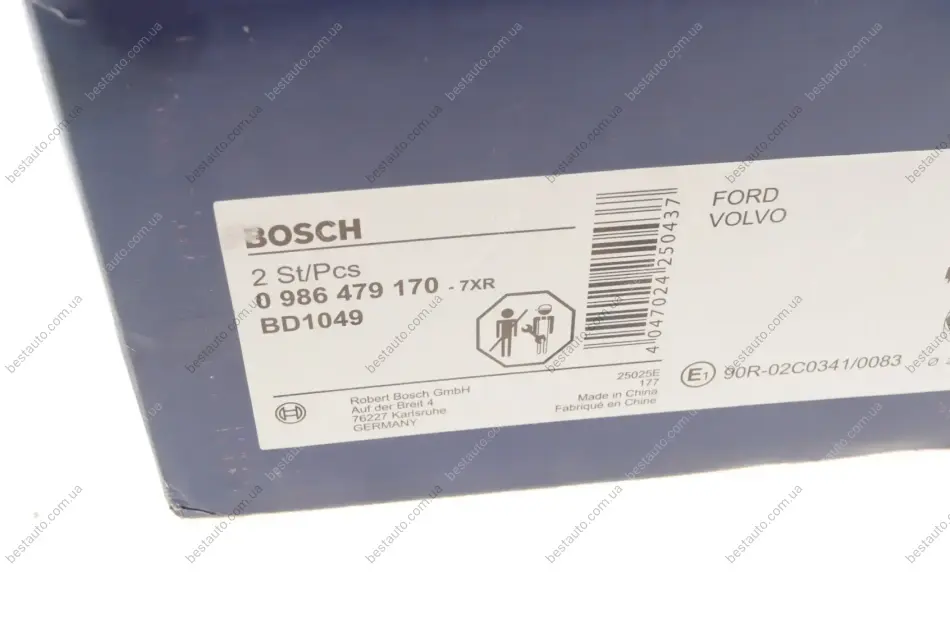 BOSCH
2 St/Pcs
0 986 479 170 - 7XR
BD1049
Robert Bosch GmbH
Auf der Breit 4
76227 Karlsruhe
GERMANY
25025E
177
Made in China
Fabriqué en Chine
4 047024 250437
FORD
VOLVO
E1 90R-02C0341/0083
bestauto.com.ua